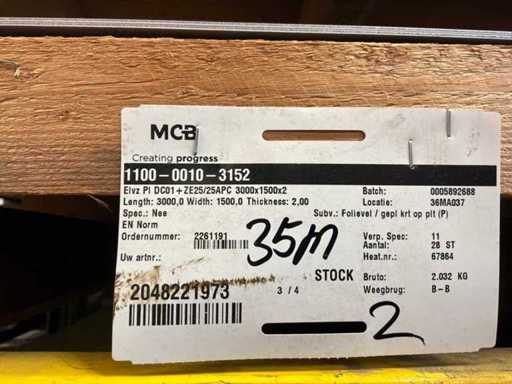 MCB
Creating progress
1100-0010-3152
Elvz Pl DC01+ZE25/25APC 3000x1500x2
Batch: 0005892688
Length: 3000,0 Width: 1500,0 Thickness: 2,00
Locatie: 36MA037
Spec.: Nee
Subv.: Folievel / gepl krt op plt (P)
EN Norm
Ordernummer: 2261191
Verp. Spec: 11
Aantal: 28 ST
Uw artnr.:
Heat.nr.: 67864
35M
STOCK
Bruto: 2.032 KG
2048221973
3 / 4
Weegbrug: B-B
2